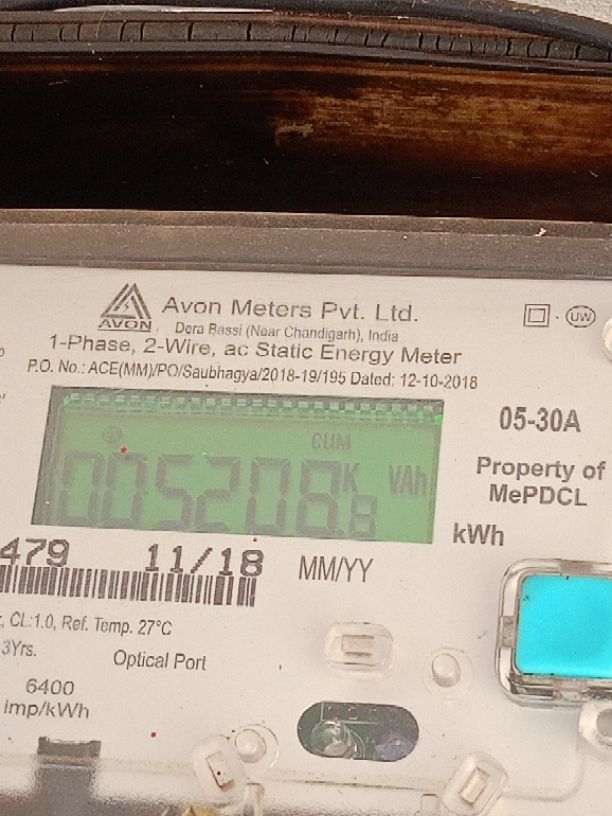 AVON
Avon Meters Pvt. Ltd.
Dera Bassi (Near Chandigarh), India
1-Phase, 2-Wire, ac Static Energy Meter
P.O. No.: ACE(MM)/PO/Saubhagya/2018-19/195 Dated: 12-10-2018
UW
05-30A
CUM
005208.8 K VAh
Property of
MePDCL
kWh
479 11/18 MM/YY
, CL:1.0, Ref. Temp. 27°C
3Yrs.
Optical Port
6400
imp/kWh